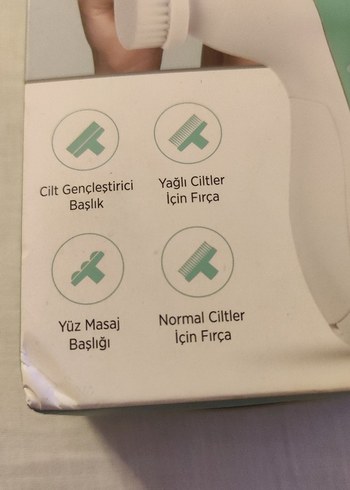 Cilt Gençleştirici
Başlık
Yağlı Ciltler
İçin Fırça
Yüz Masaj
Başlığı
Normal Ciltler
İçin Fırça